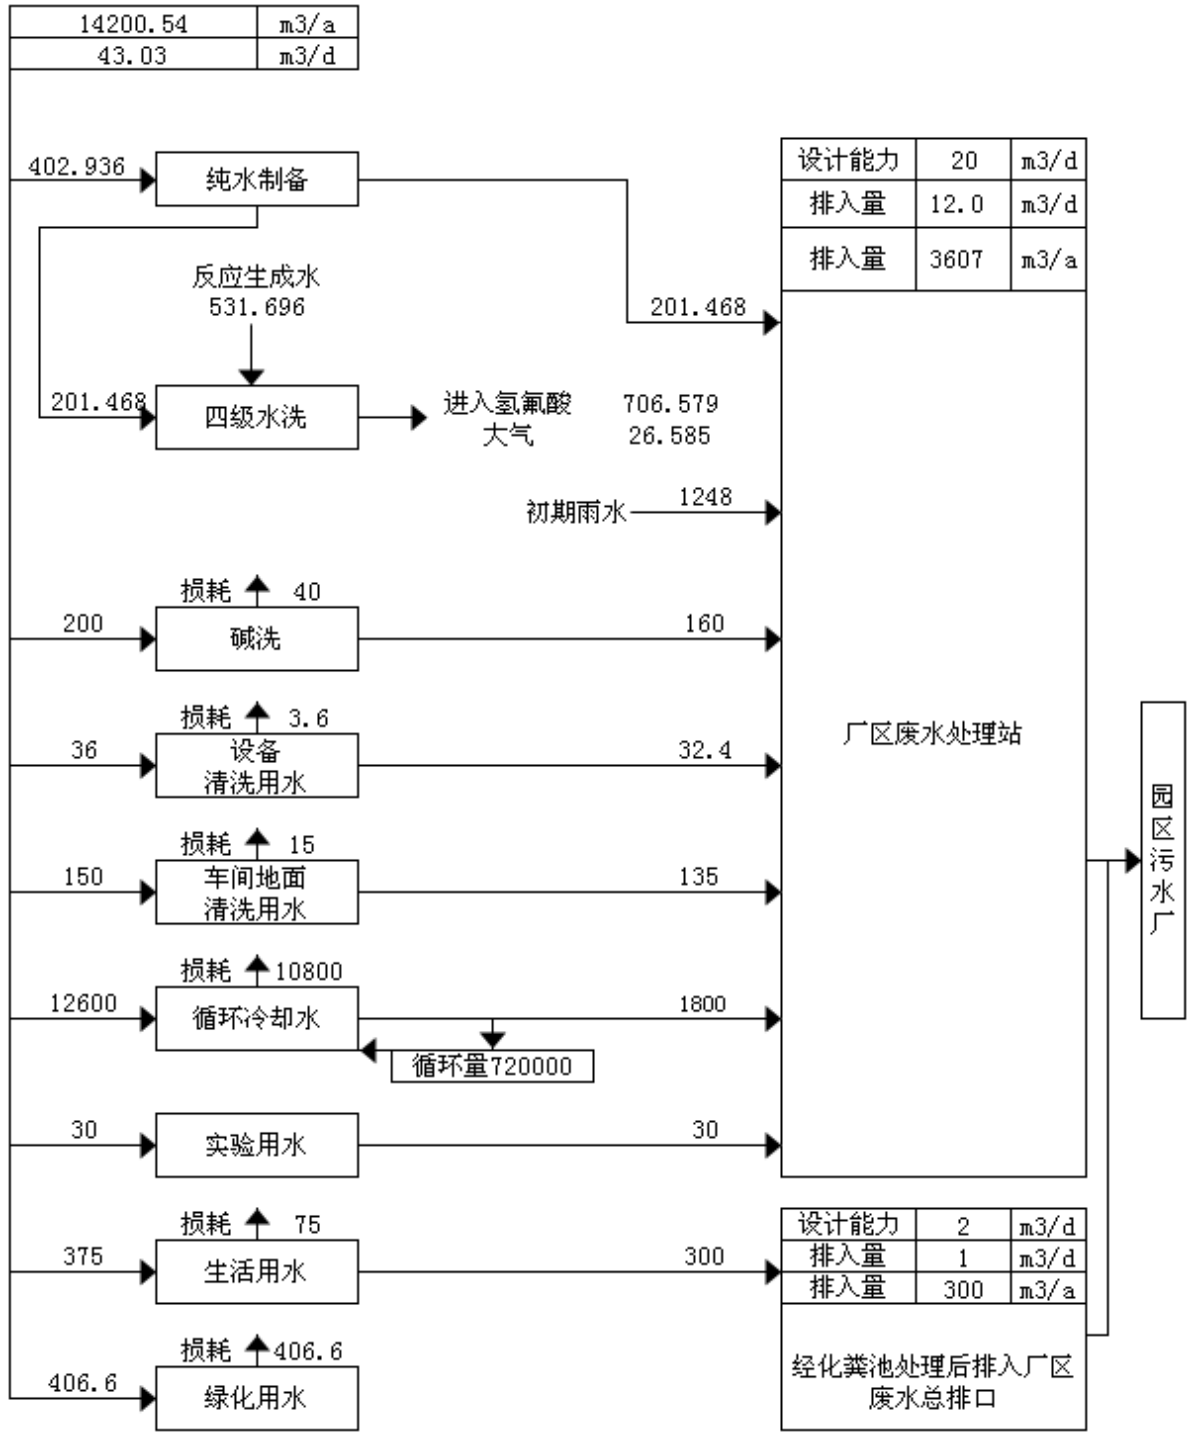 14200.54 m3/a
43.03 m3/d
402.936
纯水制备
设计能力 20 m3/d
排入量 12.0 m3/d
排入量 3607 m3/a
反应生成水
531.696
201.468
201.468
四级水洗
进入氢氟酸 706.579
大气 26.585
初期雨水 1248
损耗 40
200
碱洗
160
损耗 3.6
36
设备
清洗用水
32.4
厂区废水处理站
损耗 15
150
车间地面
清洗用水
135
园区污水厂
损耗 10800
12600
循环冷却水
1800
循环量720000
30
实验用水
30
损耗 75
375
生活用水
300
设计能力 2 m3/d
排入量 1 m3/d
排入量 300 m3/a
损耗 406.6
406.6
绿化用水
经化粪池处理后排入厂区
废水总排口